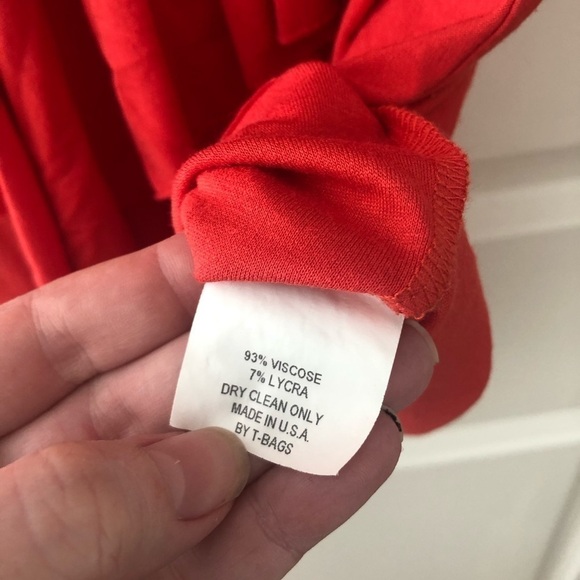 93% VISCOSE
7% LYCRA
DRY CLEAN ONLY
MADE IN U.S.A.
BY T-BAGS